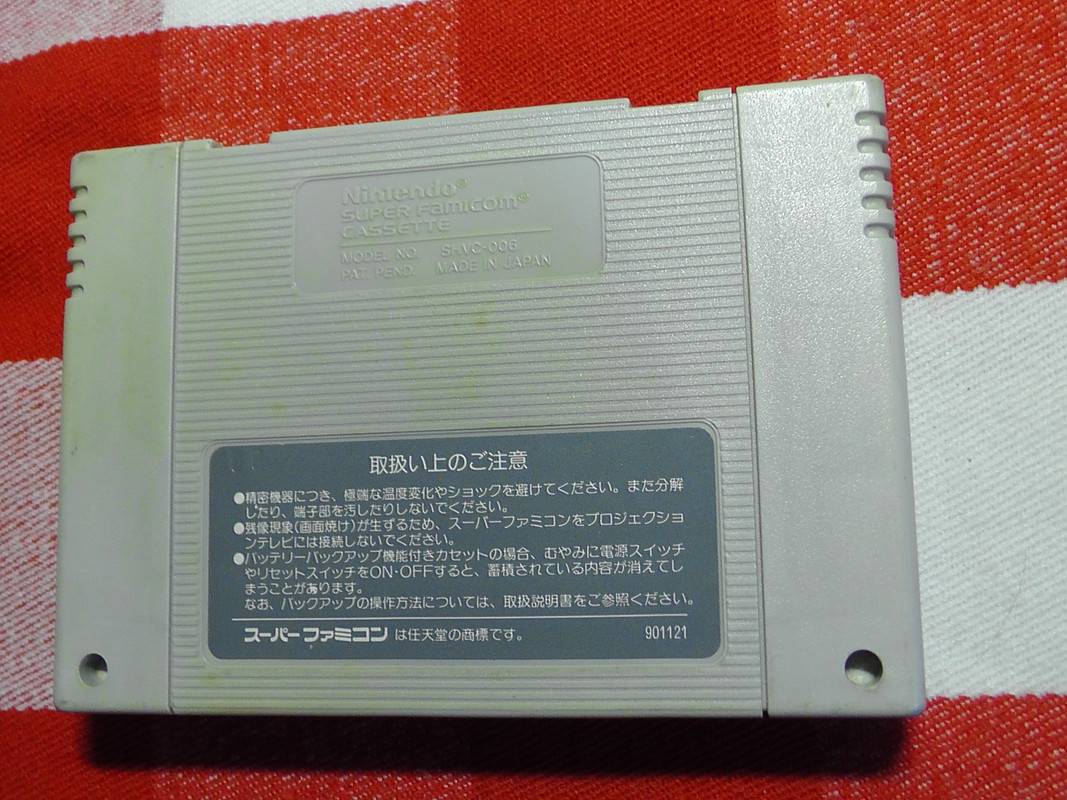 Nintendo®
SUPER FAMICOM®
CASSETTE
MODEL NO. SHVC-006
PAT. PEND. MADE IN JAPAN
取扱い上のご注意
●精密機器につき、極端な温度変化やショックを避けてください。また分解
したり、端子部を汚したりしないでください。
●残像現象(画面焼け)が生ずるため、スーパーファミコンをプロジェクショ
ンテレビには接続しないでください。
●バッテリーバックアップ機能付きカセットの場合、むやみに電源スイッチ
やリセットスイッチをON・OFFすると、蓄積されている内容が消えてし
まうことがあります。
なお、バックアップの操作方法については、取扱説明書をご参照ください。
スーパーファミコン は任天堂の商標です。 901121